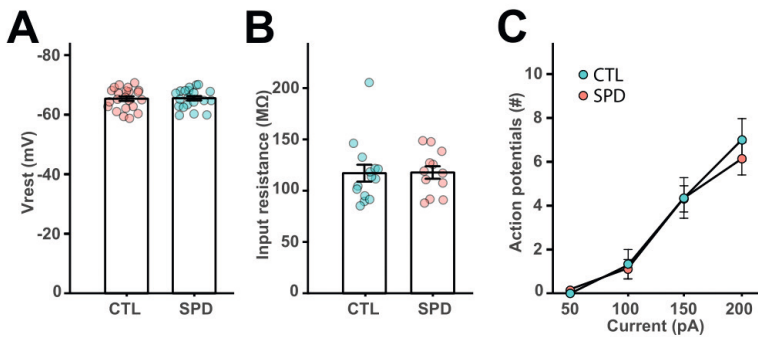 A
Vrest (mV)
-80
-60
-40
-20
0
CTL SPD
B
Input resistance (MΩ)
200
150
100
50
0
CTL SPD
C
CTL
SPD
Action potentials (#)
10
8
6
4
2
0
50 100 150 200
Current (pA)